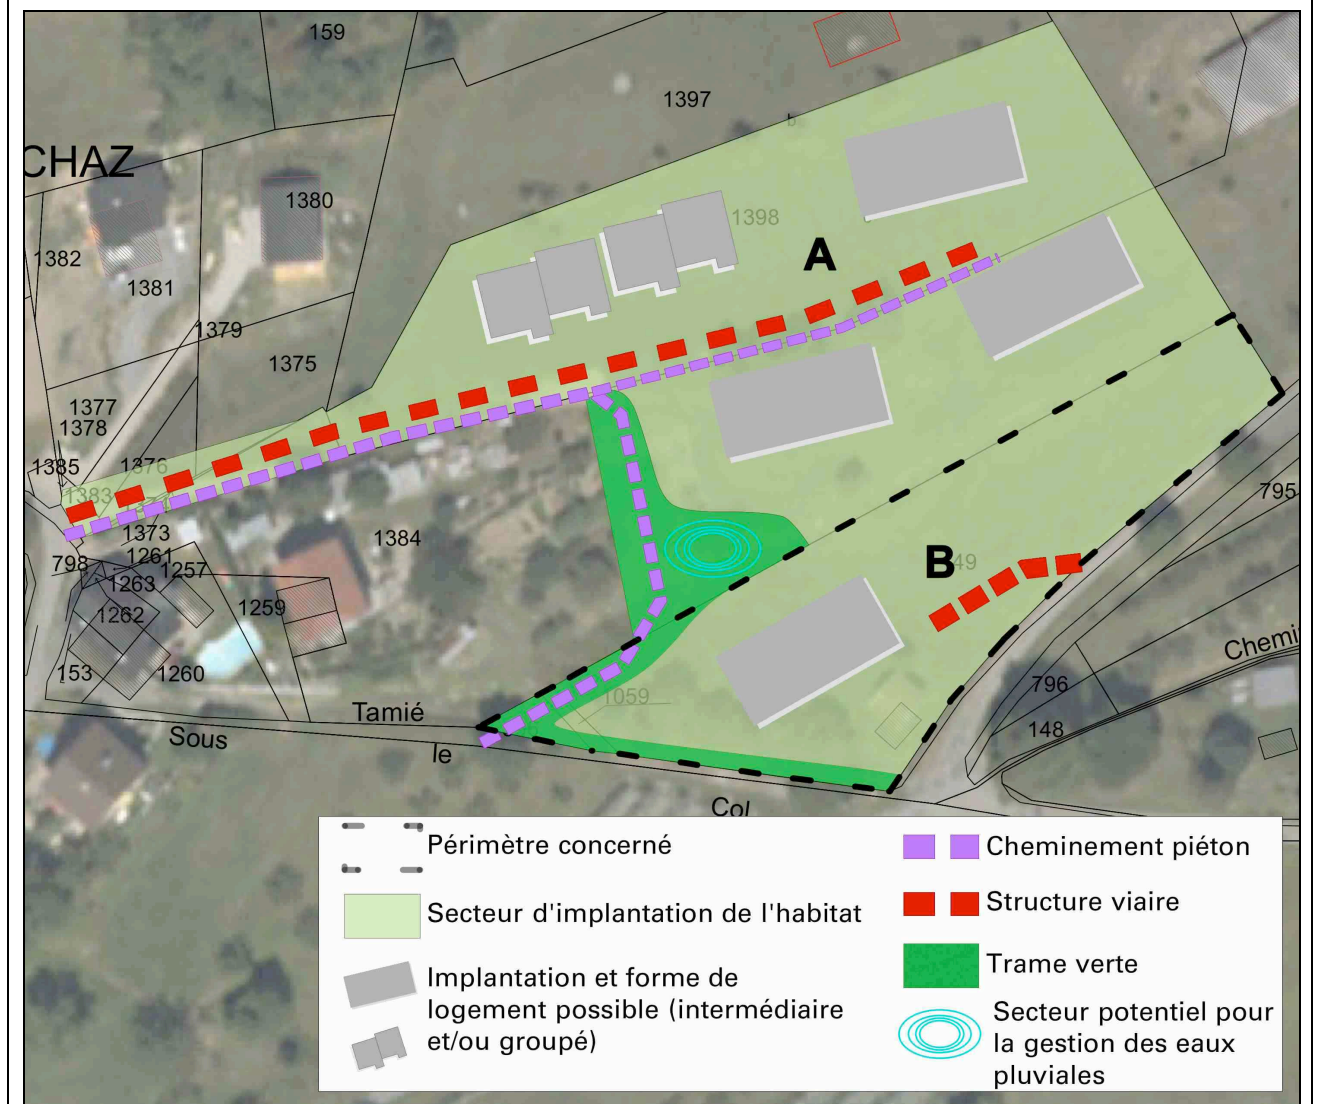 159
1397
b
CHAZ
1380
1398
1382
1381
A
1379
1375
1377
1378
1385
1376
1383
795
1373
1384
798
1261
1257
B
49
1263
1259
1262
Chemi
153
1260
796
1059
Tamié
148
Sous
le
Col
Périmètre concerné
Secteur d'implantation de l'habitat
Implantation et forme de
logement possible (intermédiaire
et/ou groupé)
Cheminement piéton
Structure viaire
Trame verte
Secteur potentiel pour
la gestion des eaux
pluviales